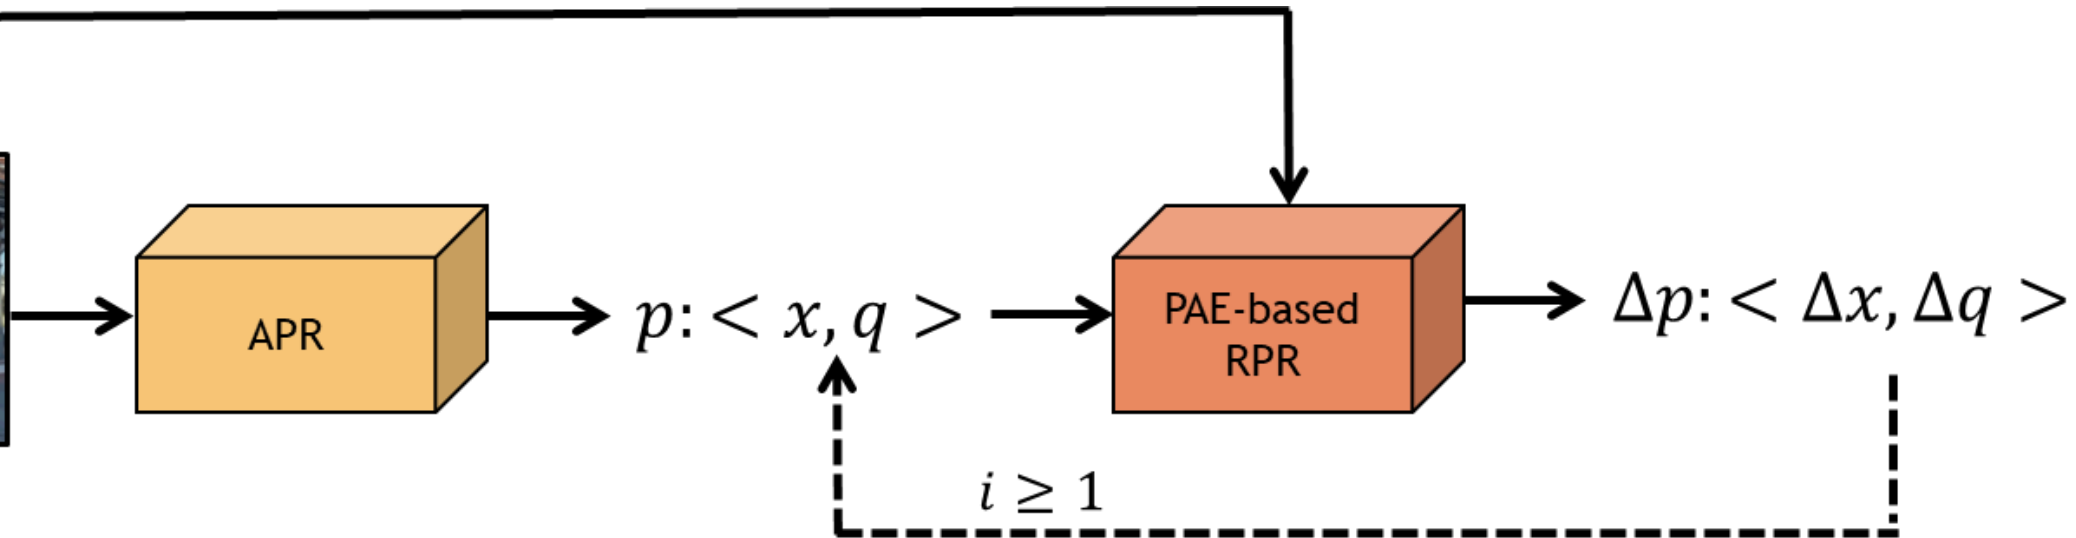 APR
p: < x, q >
PAE-based
RPR
Δp: < Δx, Δq >
i ≥ 1